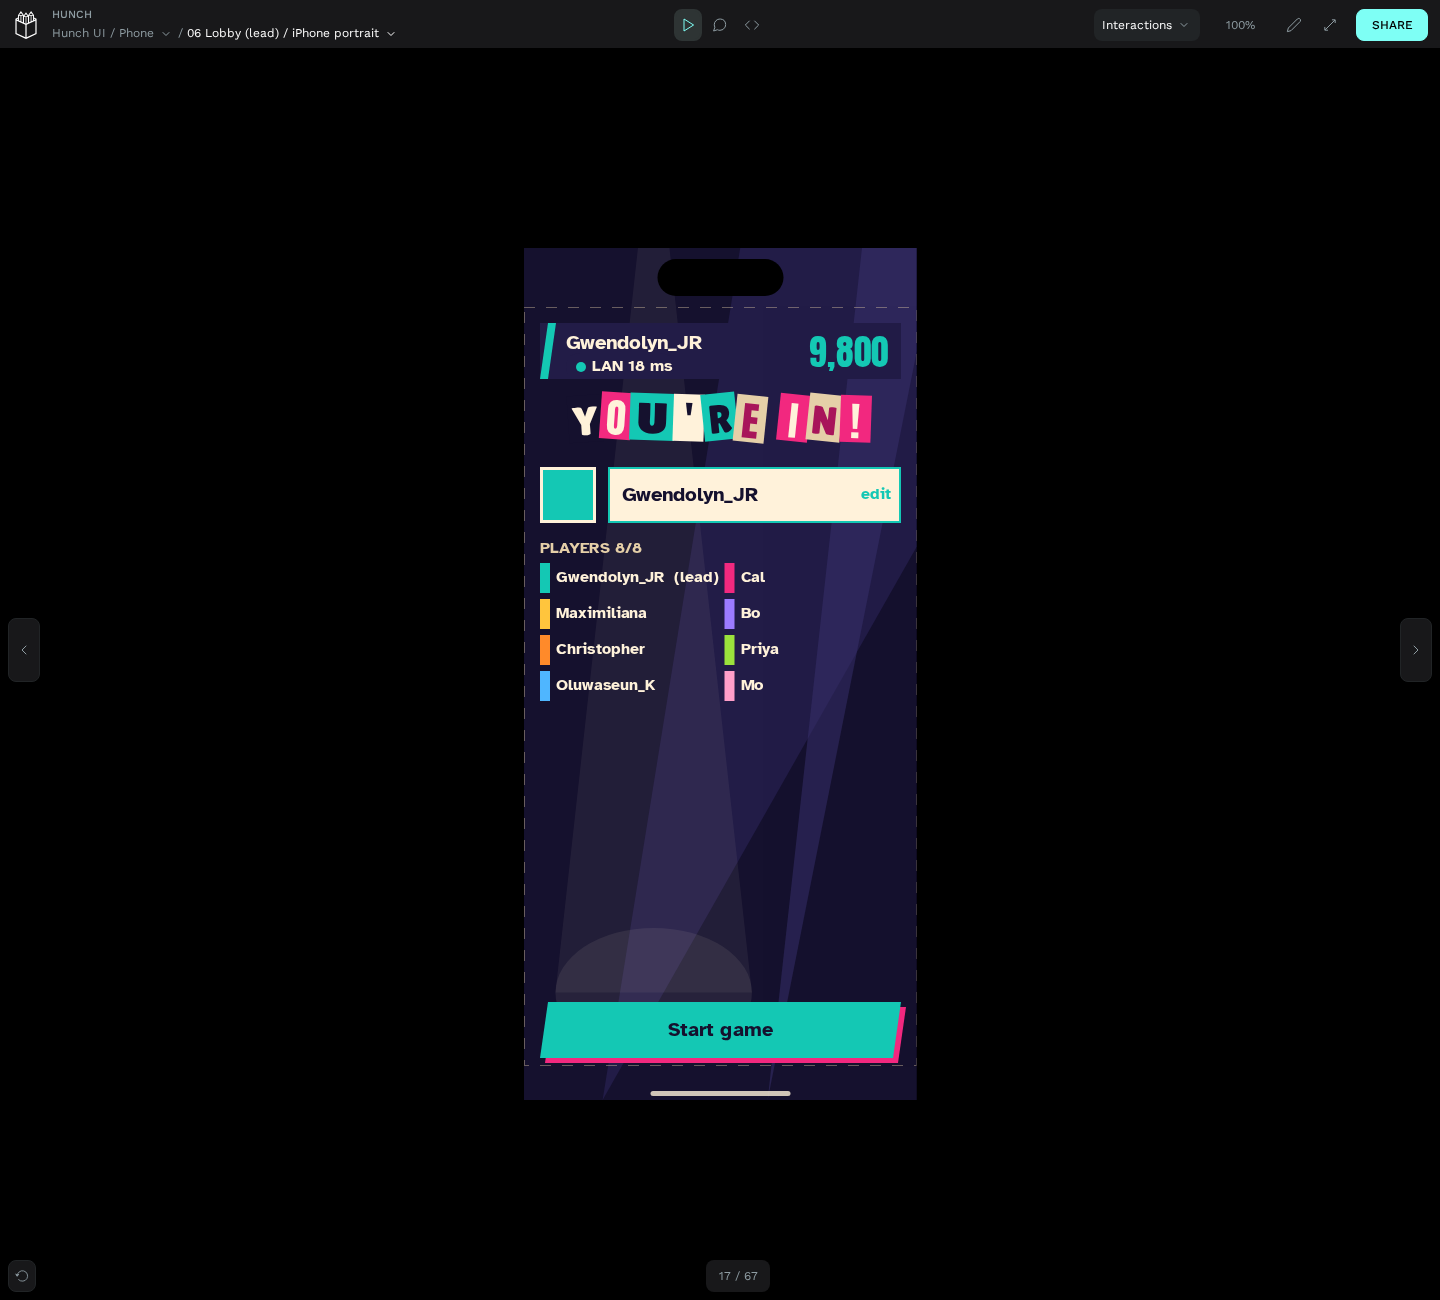 HUNCH
Hunch UI / Phone / 06 Lobby (lead) / iPhone portrait
Interactions
100%
SHARE
Gwendolyn_JR
LAN 18 ms
9,800
YOU'RE IN!
Gwendolyn_JR
edit
PLAYERS 8/8
Gwendolyn_JR (lead)
Cal
Maximiliana
Bo
Christopher
Priya
Oluwaseun_K
Mo
Start game
17 / 67